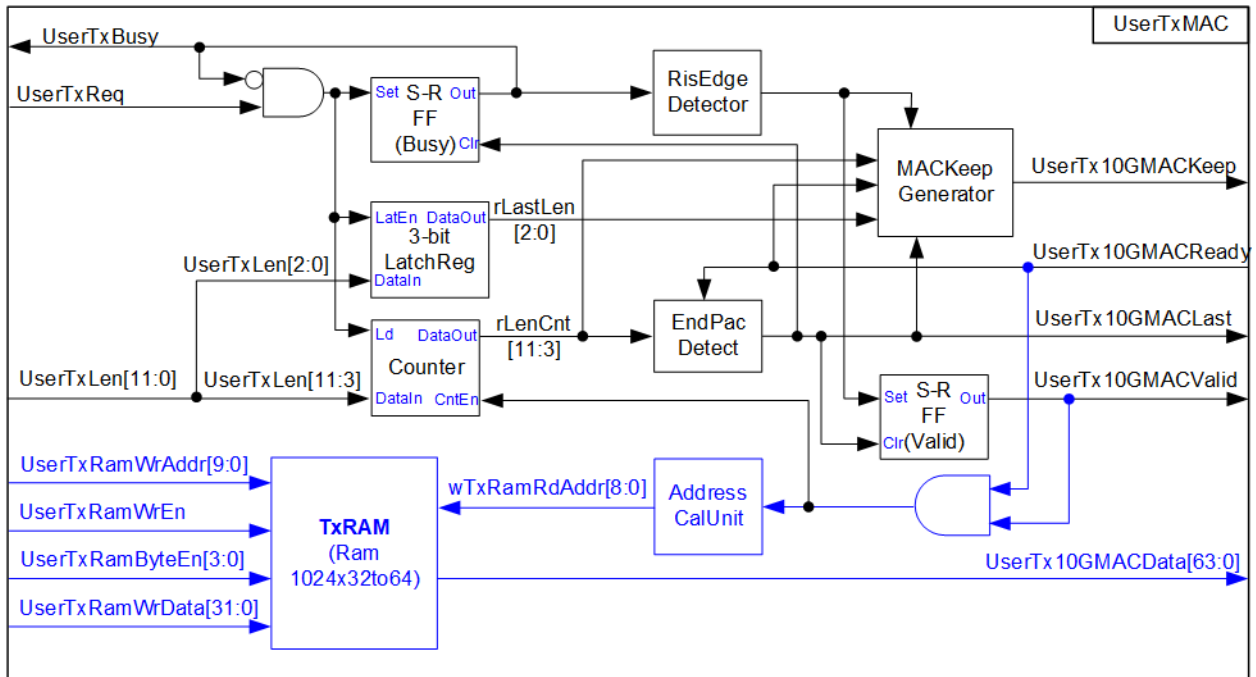 UserTxMAC
UserTxBusy
UserTxReq
Set S-R Out
FF
(Busy) Clr
RisEdge
Detector
MACKeep
Generator
UserTx10GMACKeep
LatEn DataOut
3-bit
LatchReg
DataIn
rLastLen
[2:0]
UserTxLen[2:0]
UserTx10GMACReady
Ld DataOut
Counter
DataIn CntEn
rLenCnt
[11:3]
EndPac
Detect
UserTx10GMACLast
UserTxLen[11:0]
UserTxLen[11:3]
Set S-R Out
FF
Clr(Valid)
UserTx10GMACValid
UserTxRamWrAddr[9:0]
UserTxRamWrEn
UserTxRamByteEn[3:0]
UserTxRamWrData[31:0]
TxRAM
(Ram
1024x32to64)
wTxRamRdAddr[8:0]
Address
CalUnit
UserTx10GMACData[63:0]